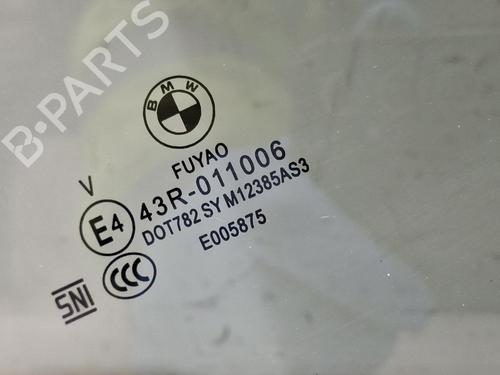 B-PARTS
BMW
FUYAO
V
E4 43R-011006
DOT782 SY M12385AS3
E005875
CCC
SNI